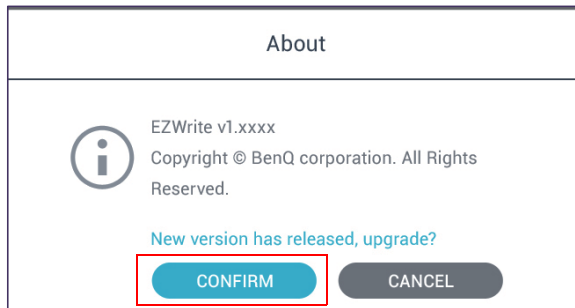 About
EZWrite v1.xxxx
Copyright © BenQ corporation. All Rights
Reserved.
New version has released, upgrade?
CONFIRM CANCEL